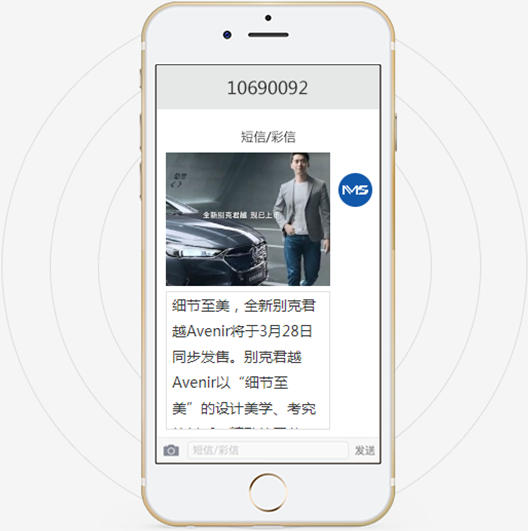 10690092
短信/彩信
全新别克君越 现已上市
MS
细节至美，全新别克君
越Avenir将于3月28日
同步发售。别克君越
Avenir以“细节至
美”的设计美学、考究
短信/彩信
发送